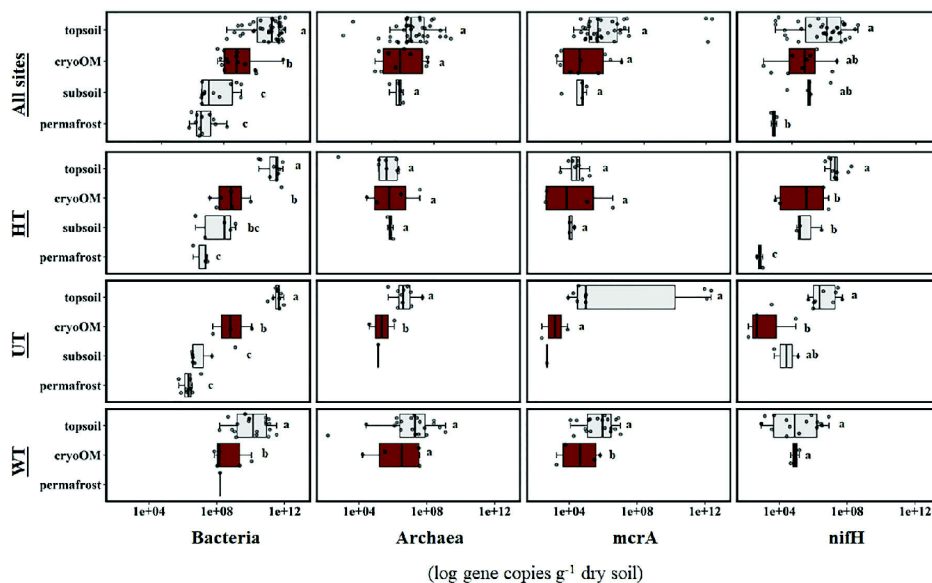 All sites
topsoil a a a a
cryoOM b a a ab
subsoil c a a ab
permafrost c b
HT
topsoil a a a a
cryoOM b a a b
subsoil bc a a b
permafrost c c
UT
topsoil a a a a
cryoOM b b a b
subsoil c ab
permafrost c
WT
topsoil a a a a
cryoOM b a b a
permafrost
1e+04 1e+08 1e+12 1e+04 1e+08 1e+12 1e+04 1e+08 1e+12 1e+04 1e+08 1e+12
Bacteria Archaea mcrA nifH
(log gene copies g⁻¹ dry soil)